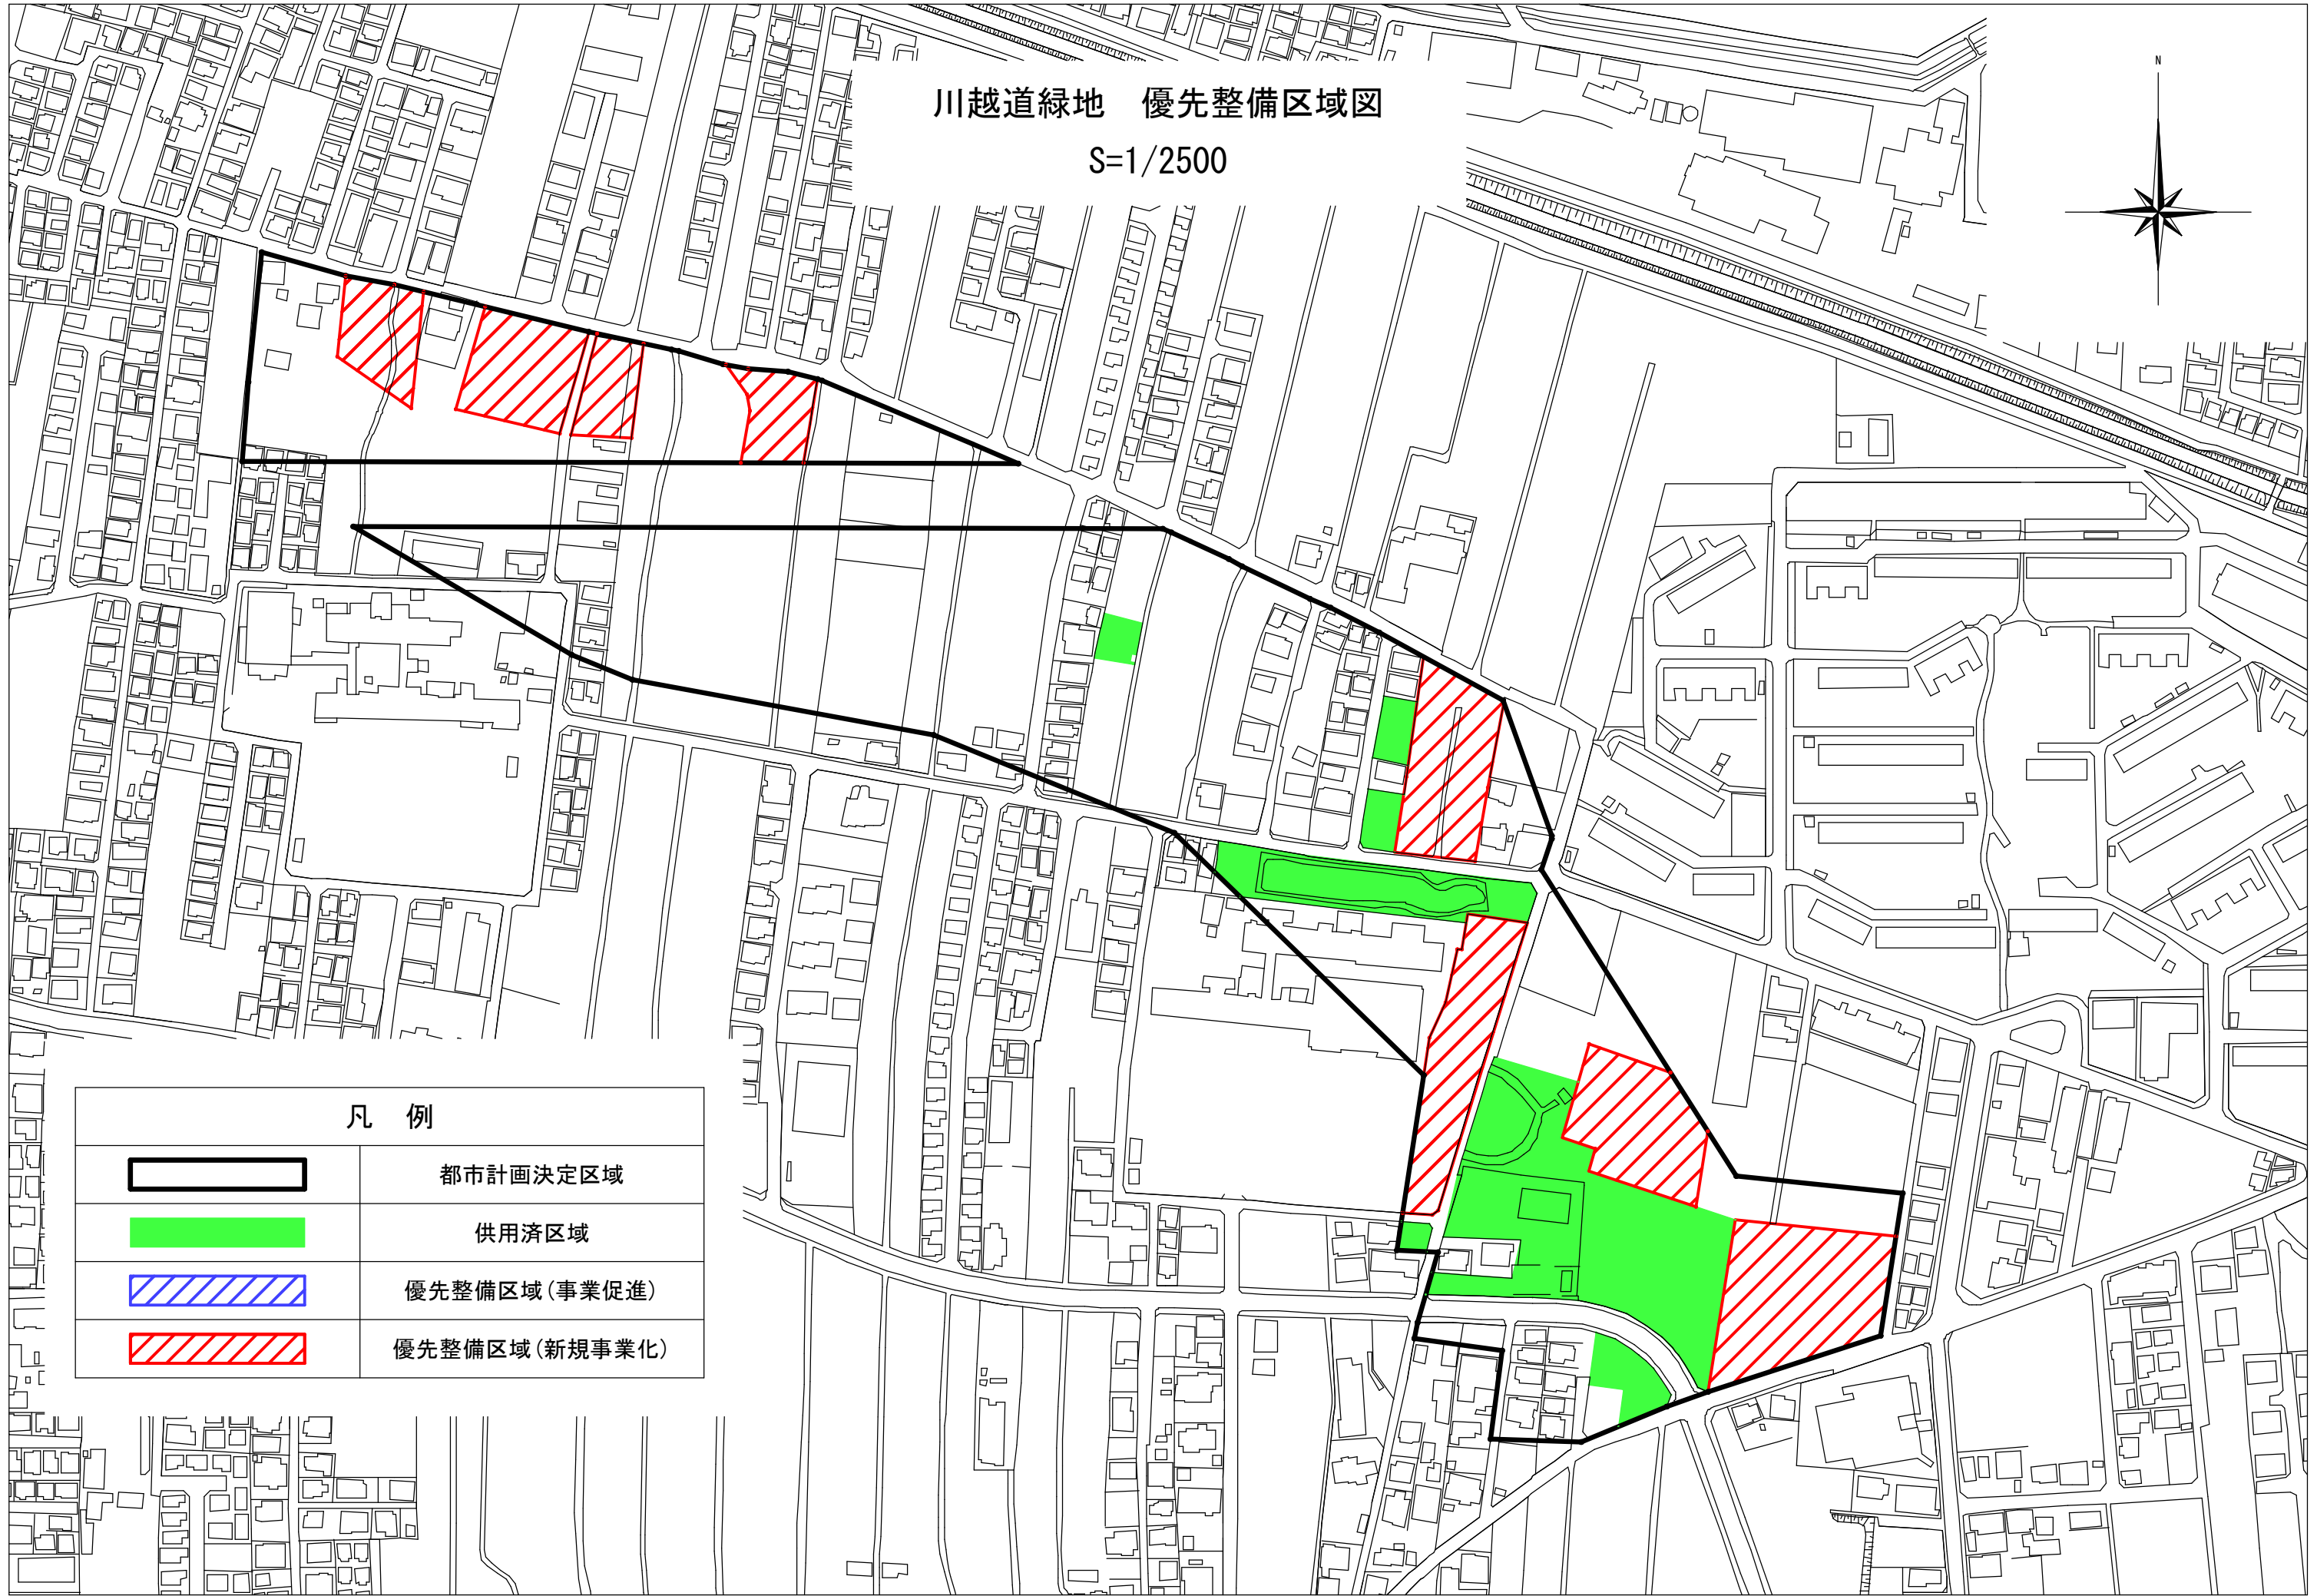 川越道緑地　優先整備区域図
S=1/2500
N
凡　例
都市計画決定区域
供用済区域
優先整備区域(事業促進)
優先整備区域(新規事業化)